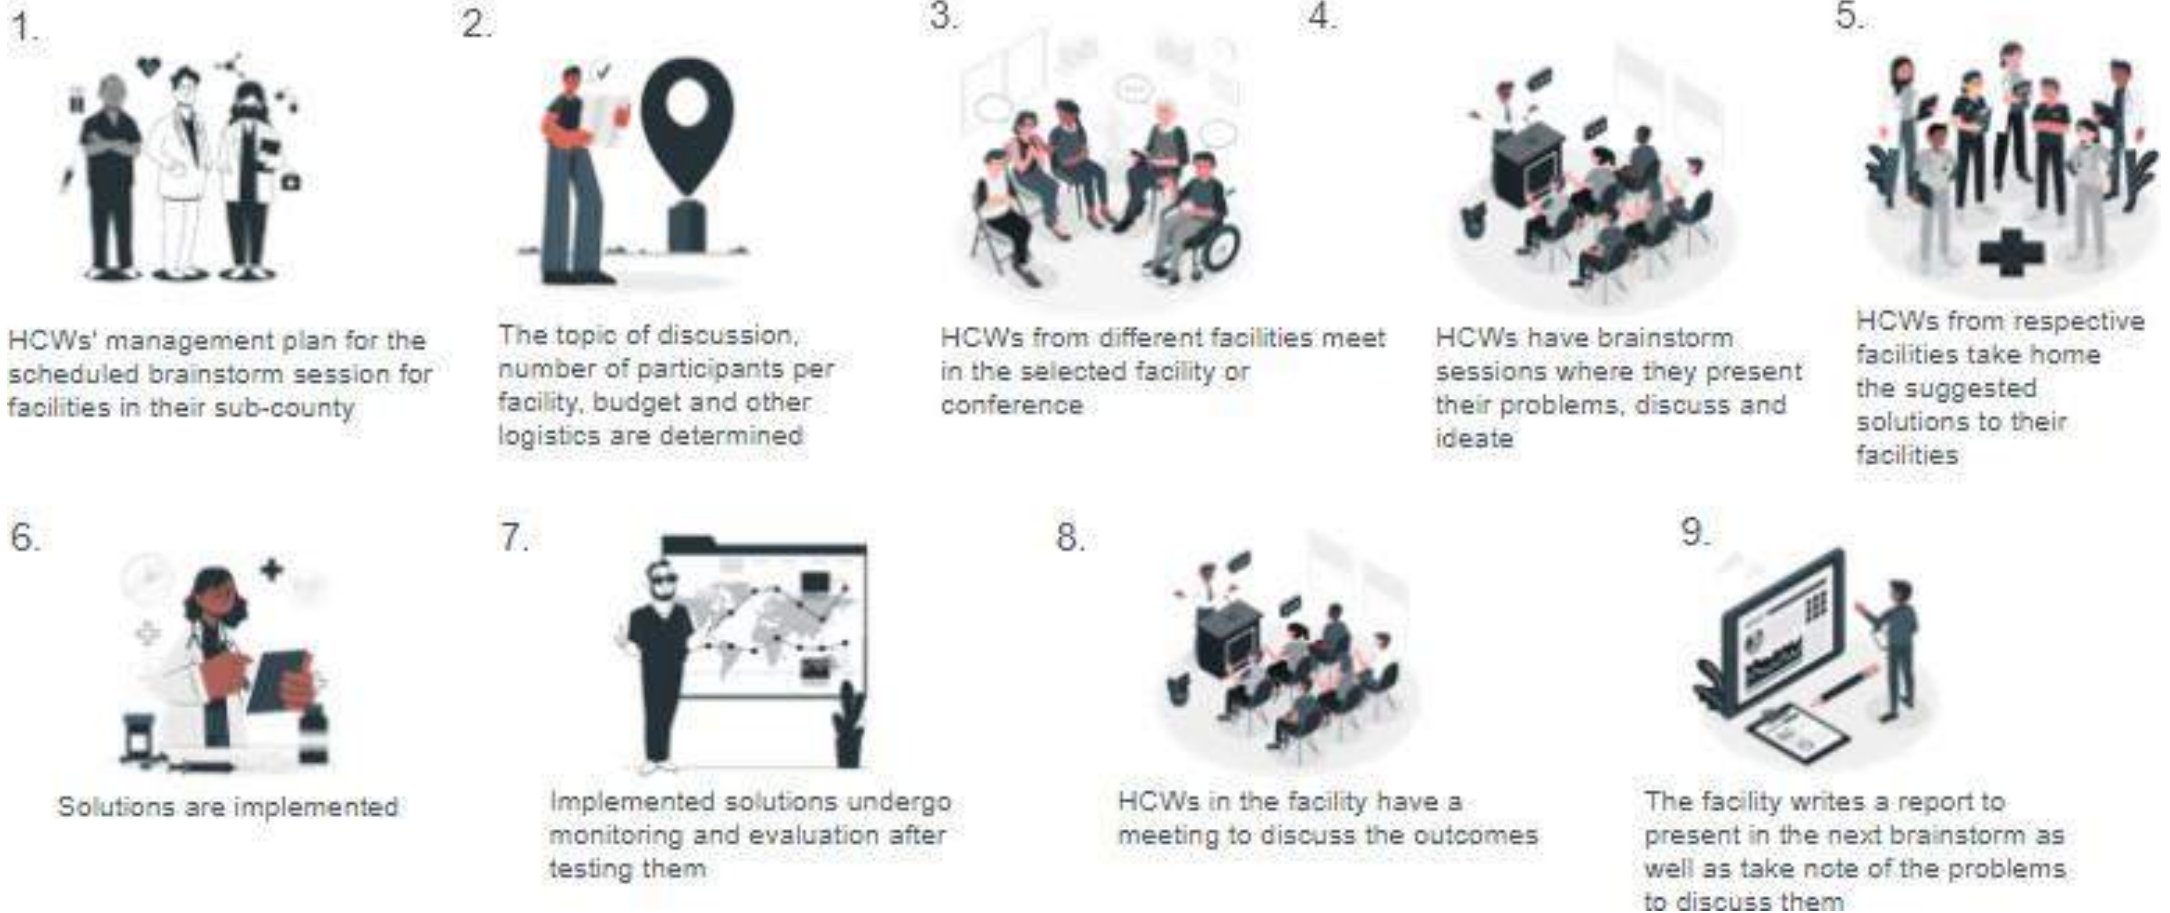 1.
HCWs' management plan for the
scheduled brainstorm session for
facilities in their sub-county
2.
The topic of discussion,
number of participants per
facility, budget and other
logistics are determined
3.
HCWs from different facilities meet
in the selected facility or
conference
4.
HCWs have brainstorm
sessions where they present
their problems, discuss and
ideate
5.
HCWs from respective
facilities take home
the suggested
solutions to their
facilities
6.
Solutions are implemented
7.
Implemented solutions undergo
monitoring and evaluation after
testing them
8.
HCWs in the facility have a
meeting to discuss the outcomes
9.
The facility writes a report to
present in the next brainstorm as
well as take note of the problems
to discuss them